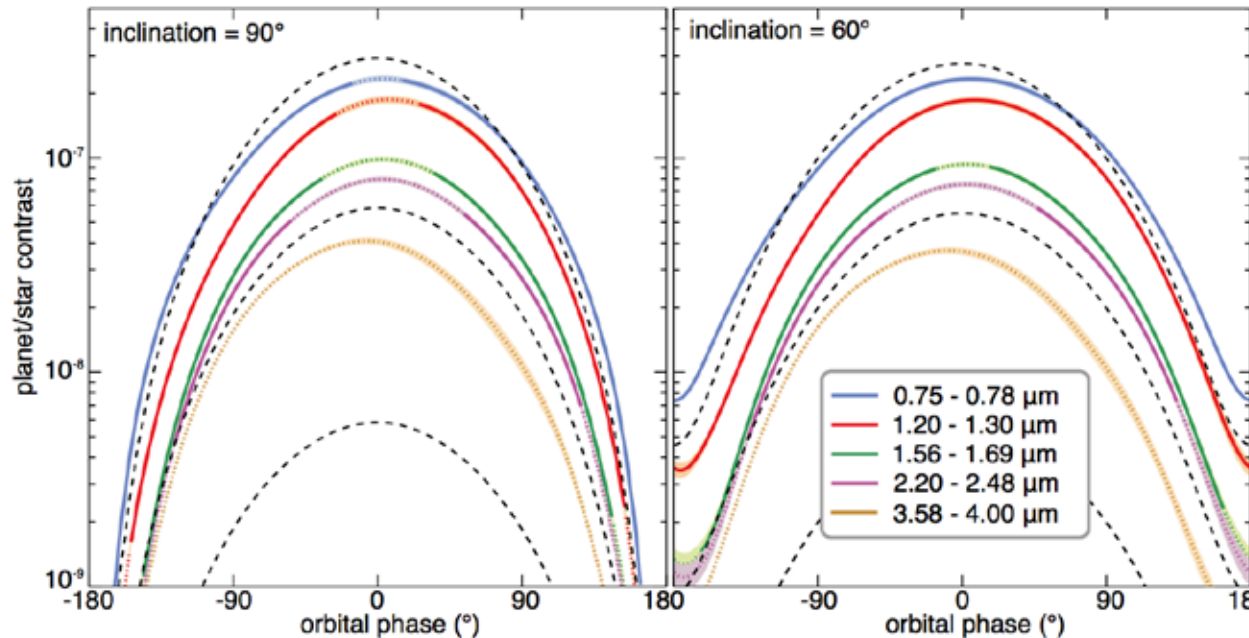 inclination = 90°
inclination = 60°
planet/star contrast
10-7
10-8
10-9
-180
-90
0
90
180
-90
0
90
18
orbital phase (°)
orbital phase (°)
0.75 - 0.78 µm
1.20 - 1.30 µm
1.56 - 1.69 µm
2.20 - 2.48 µm
3.58 - 4.00 µm